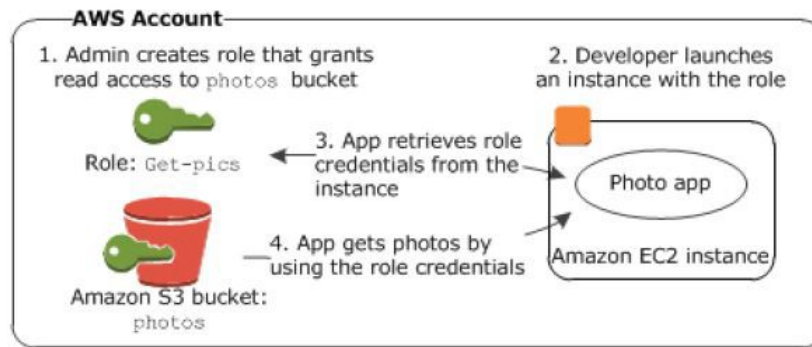 AWS Account
1. Admin creates role that grants
read access to photos bucket
2. Developer launches
an instance with the role
Role: Get-pics
3. App retrieves role
credentials from the
instance
Photo app
Amazon EC2 instance
4. App gets photos by
using the role credentials
Amazon S3 bucket:
photos